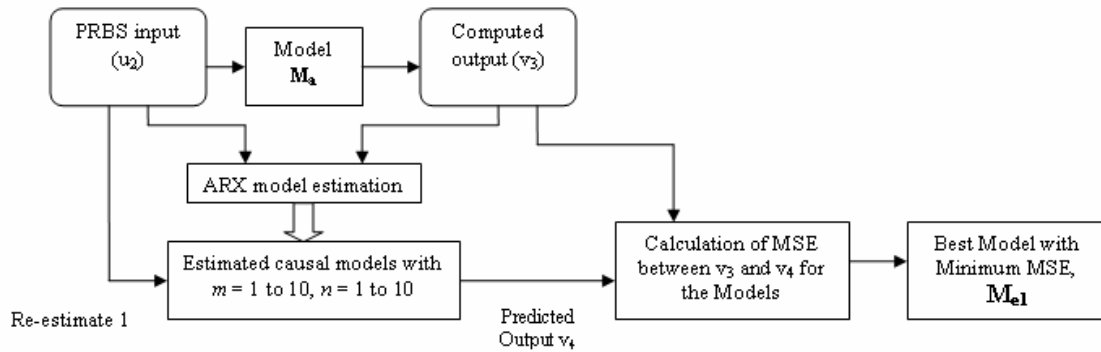 PRBS input
(u₂)
Model
Mₐ
Computed
output (v₃)
ARX model estimation
Estimated causal models with
m = 1 to 10, n = 1 to 10
Calculation of MSE
between v₃ and v₄ for
the Models
Best Model with
Minimum MSE,
Mₑ₁
Re-estimate 1
Predicted
Output v₄